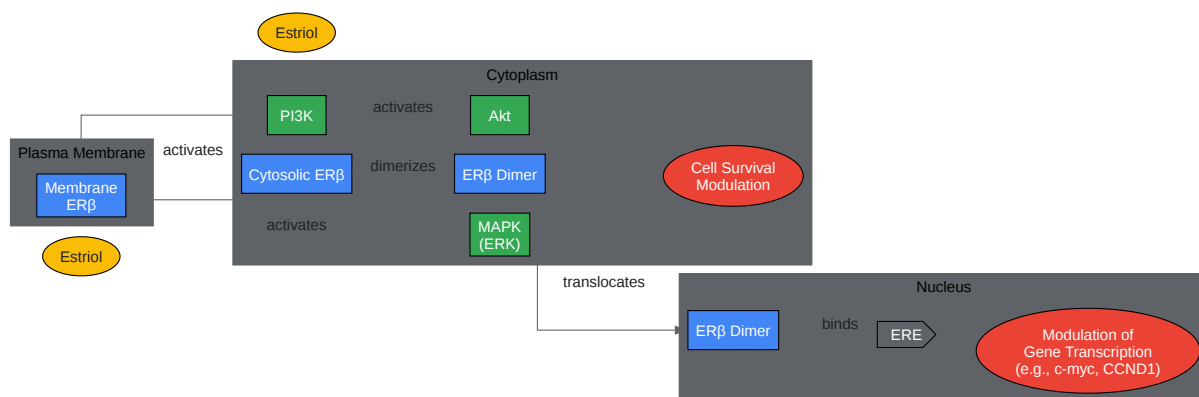 Estriol
Cytoplasm
PI3K
activates
Akt
Plasma Membrane
activates
Membrane
ERβ
Cytosolic ERβ
dimerizes
ERβ Dimer
Cell Survival
Modulation
activates
MAPK
(ERK)
Estriol
translocates
Nucleus
ERβ Dimer
binds
ERE
Modulation of
Gene Transcription
(e.g., c-myc, CCND1)